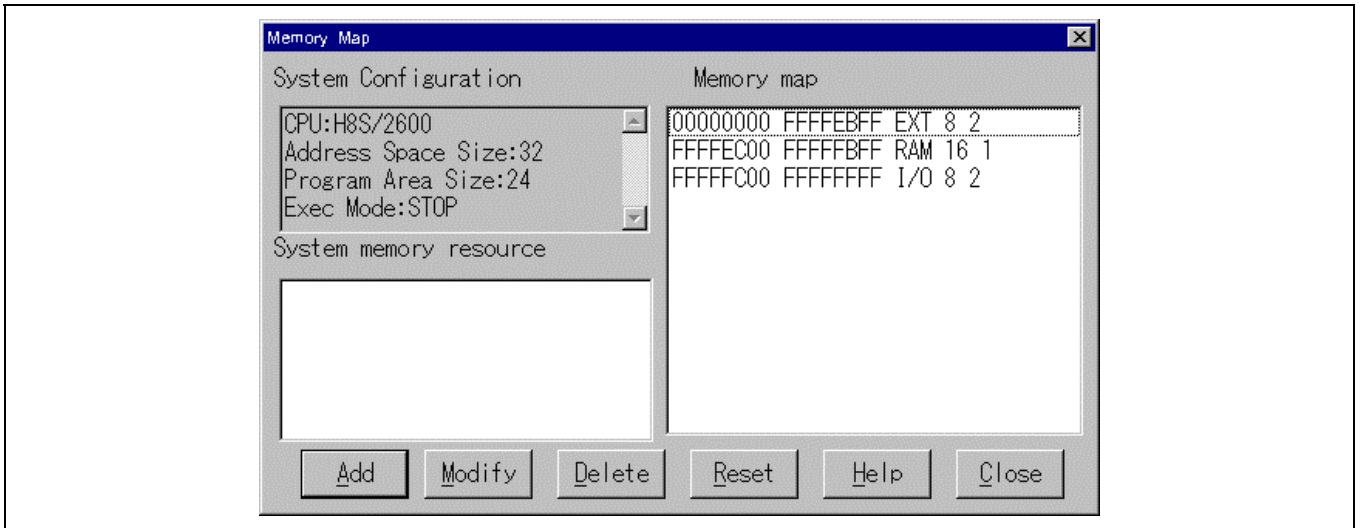 Memory Map
System Configuration
CPU:H8S/2600
Address Space Size:32
Program Area Size:24
Exec Mode:STOP
System memory resource
Memory map
00000000 FFFFEBFF EXT 8 2
FFFFEC00 FFFFFBFF RAM 16 1
FFFFFC00 FFFFFFFF I/O 8 2
Add Modify Delete Reset Help Close